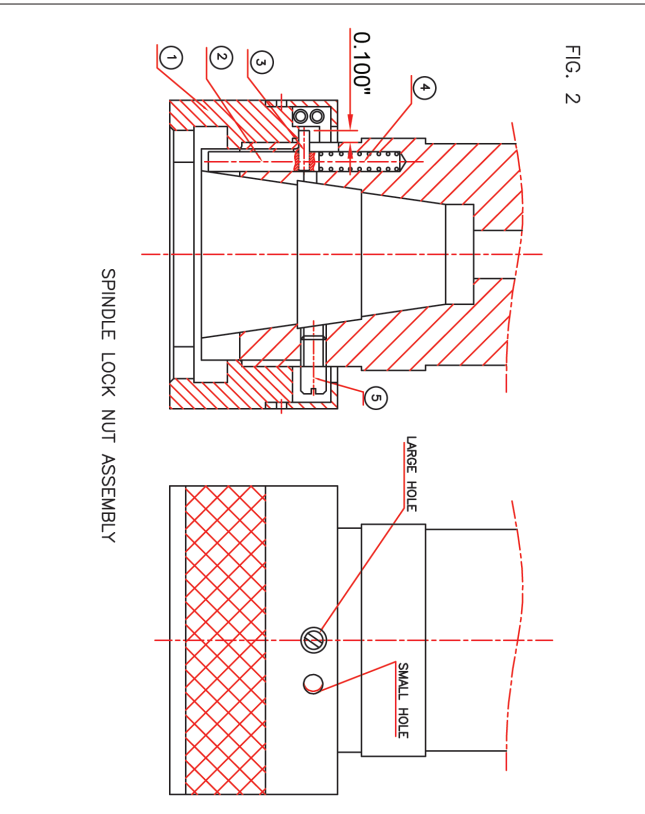 FIG. 2
0.100"
4
3
2
1
5
SPINDLE LOCK NUT ASSEMBLY
LARGE HOLE
SMALL HOLE